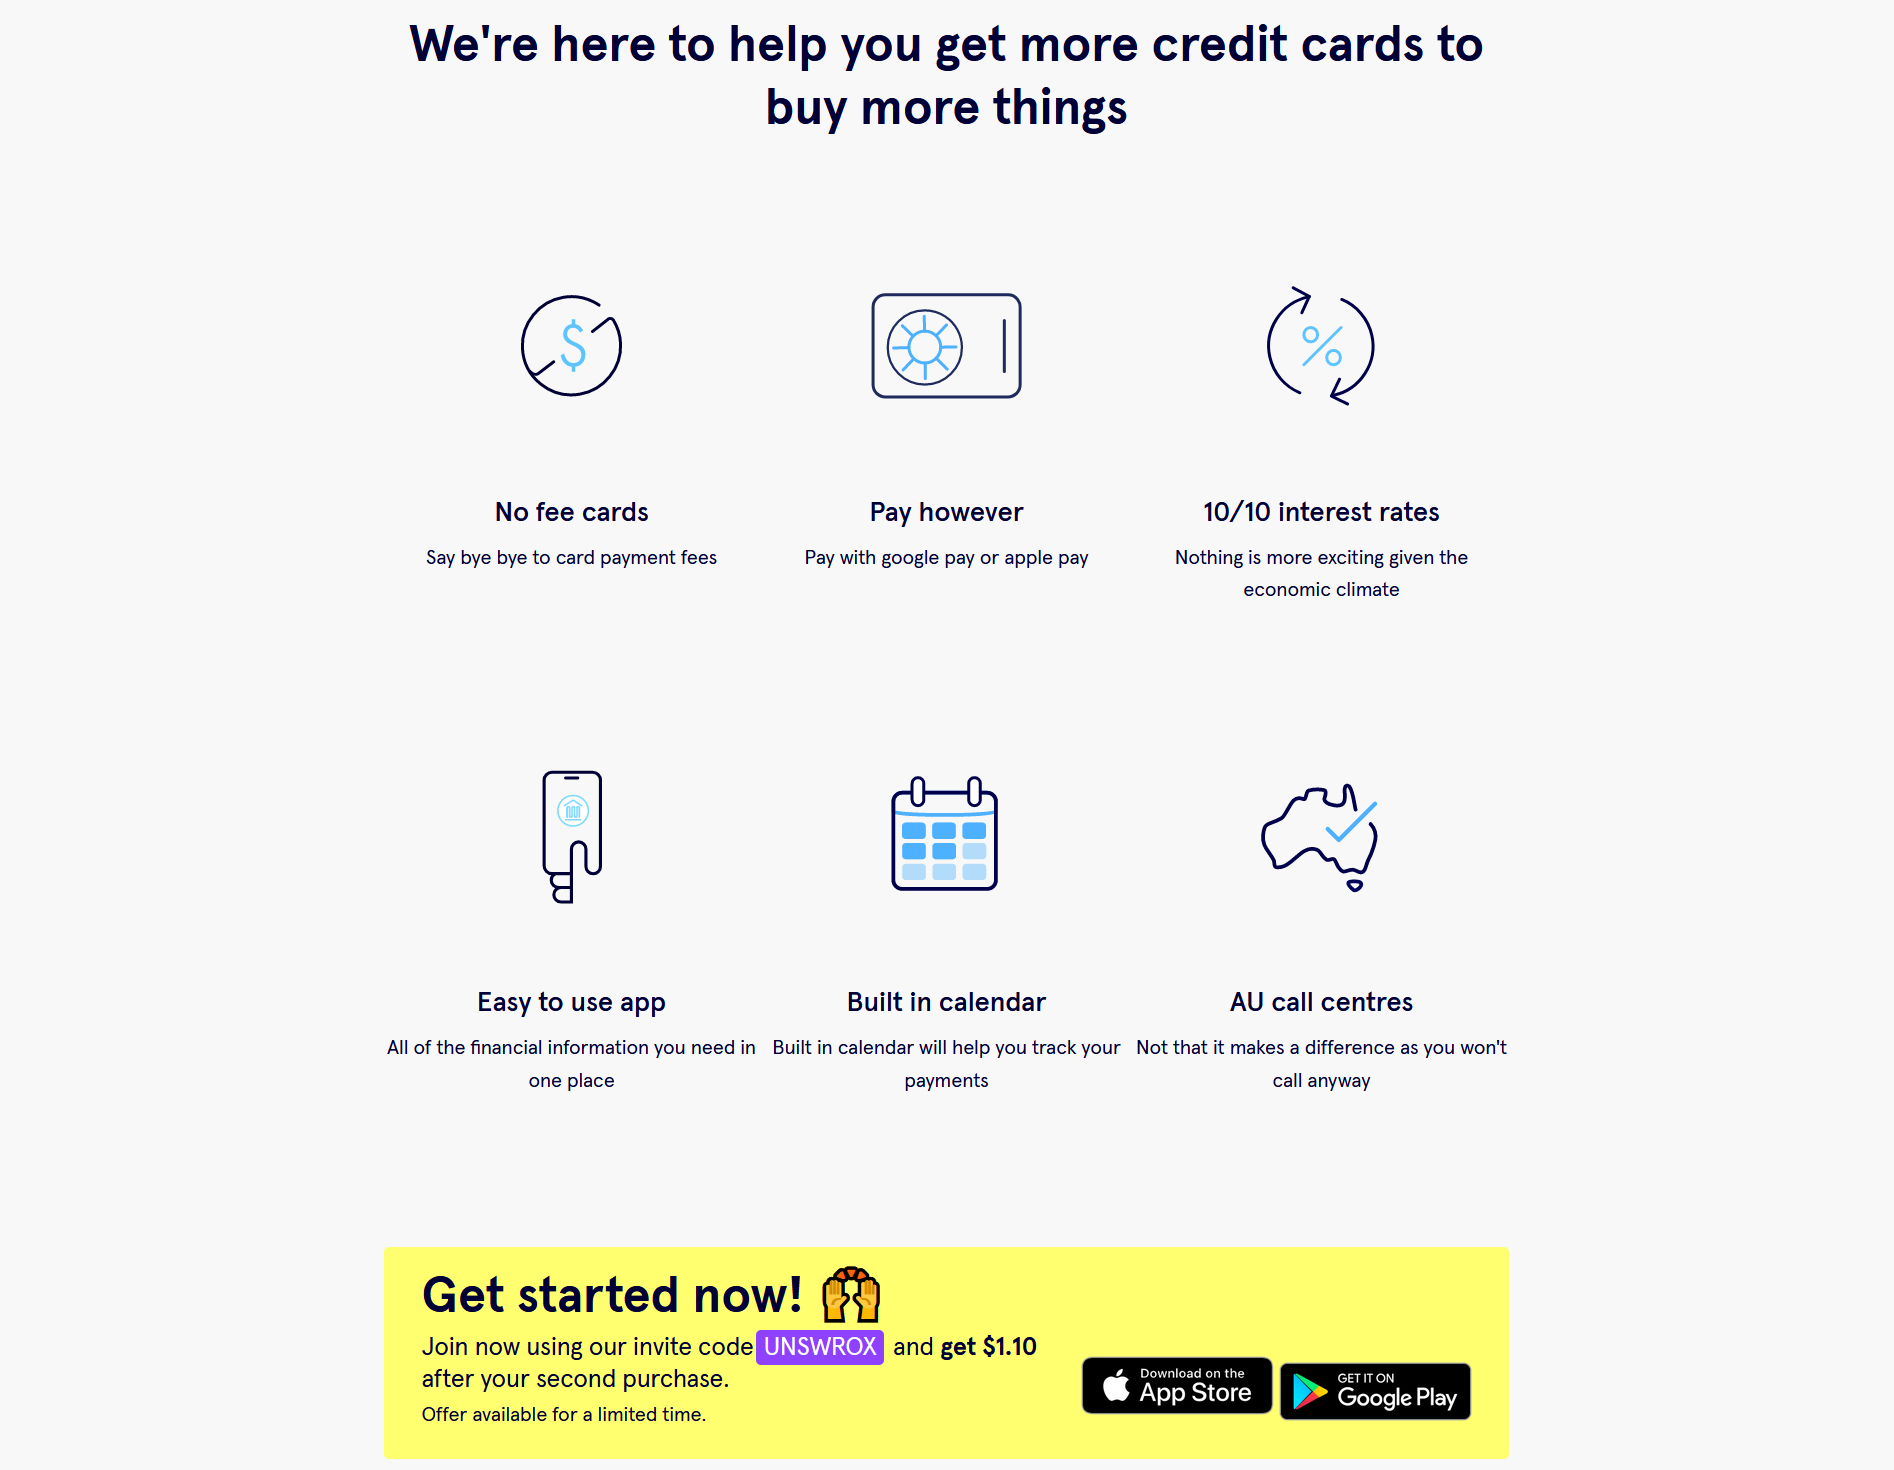 We're here to help you get more credit cards to
buy more things
$
%
No fee cards
Say bye bye to card payment fees
Pay however
Pay with google pay or apple pay
10/10 interest rates
Nothing is more exciting given the
economic climate
Easy to use app
All of the financial information you need in
one place
Built in calendar
Built in calendar will help you track your
payments
AU call centres
Not that it makes a difference as you won't
call anyway
Get started now!
Join now using our invite code UNSWROX and get $1.10
after your second purchase.
Offer available for a limited time.
Download on the
App Store
GET IT ON
Google Play